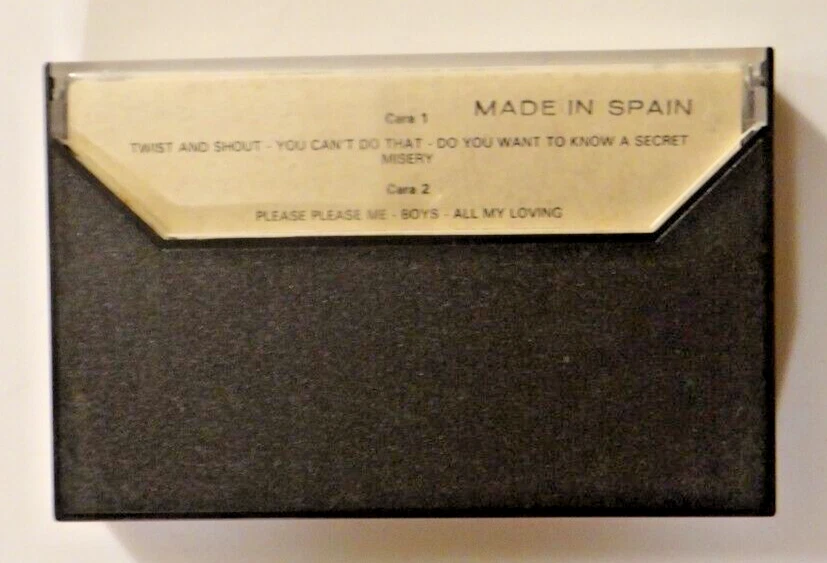 MADE IN SPAIN
Cara 1
TWIST AND SHOUT - YOU CAN'T DO THAT - DO YOU WANT TO KNOW A SECRET
MISERY
Cara 2
PLEASE PLEASE ME - BOYS - ALL MY LOVING